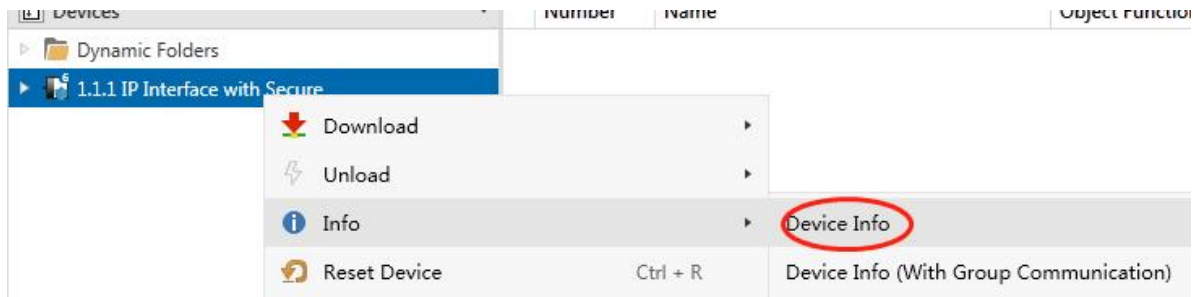 Devices
Number
Name
Object Function
Dynamic Folders
6
1.1.1 IP Interface with Secure
Download
Unload
Info
Device Info
Reset Device
Ctrl + R
Device Info (With Group Communication)